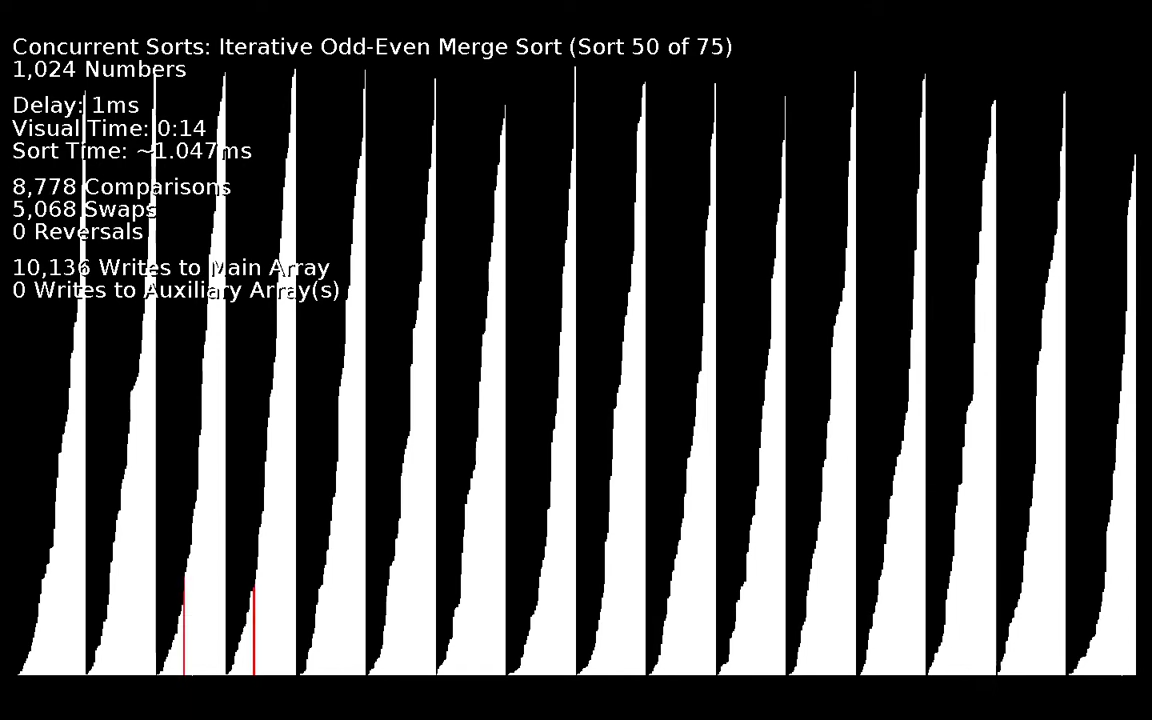 Concurrent Sorts: Iterative Odd-Even Merge Sort (Sort 50 of 75)
1,024 Numbers
Delay: 1ms
Visual Time: 0:14
Sort Time: ~1.047ms
8,778 Comparisons
5,068 Swaps
0 Reversals
10,136 Writes to Main Array
0 Writes to Auxiliary Array(s)